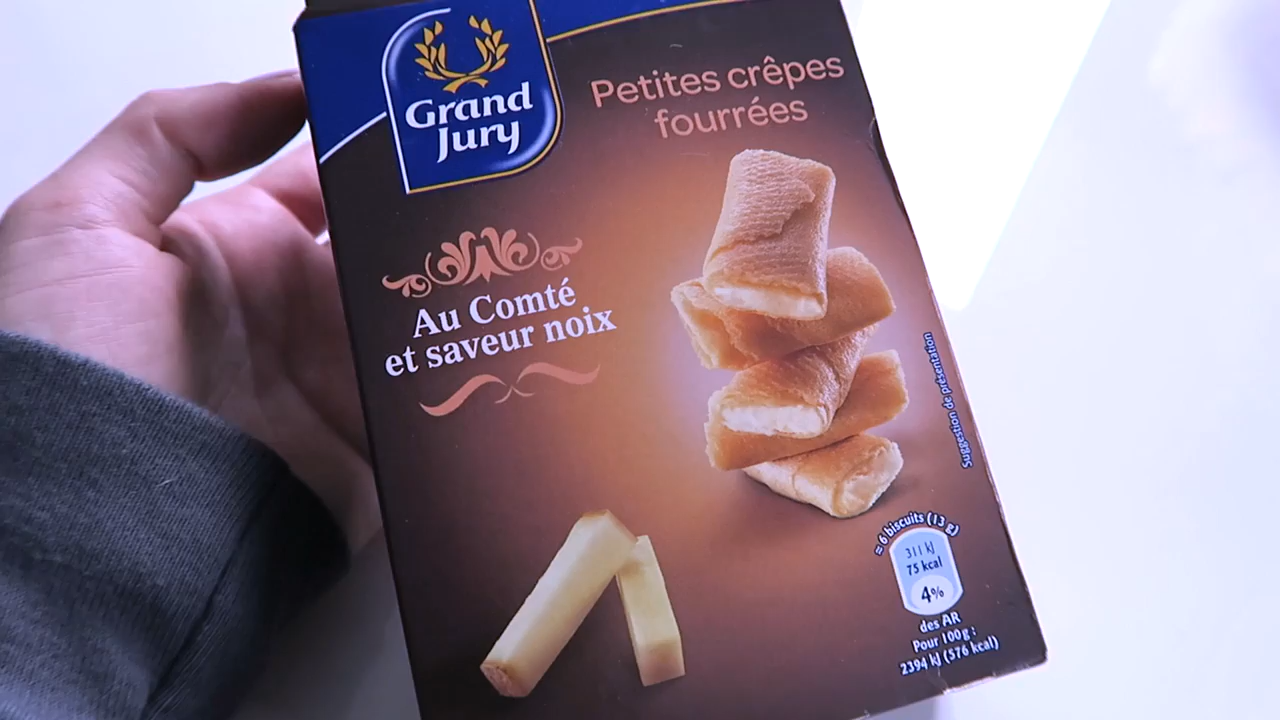 Grand
Jury
Petites crêpes
fourrées
Au Comté
et saveur noix
Suggestion de présentation
≈ 6 biscuits (13 g)
311 kJ
75 kcal
4%
des AR
Pour 100g :
2394 kJ (576 kcal)